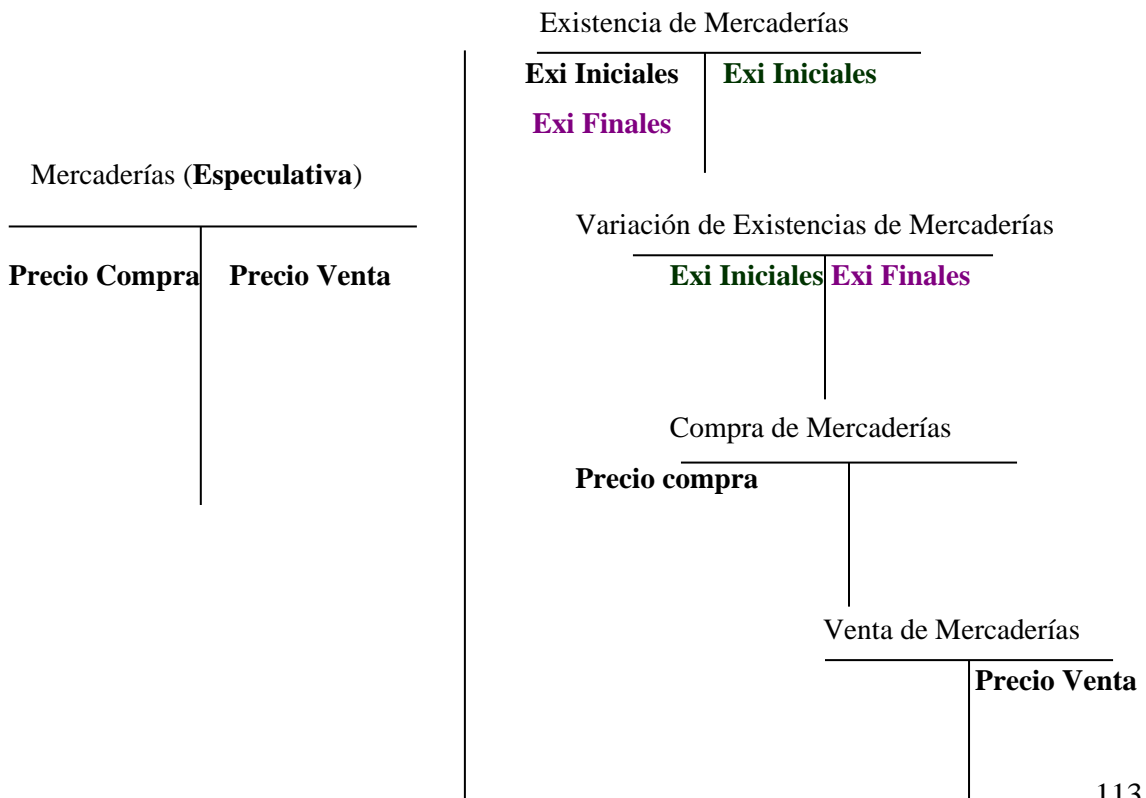 Existencia de Mercaderías
Exi Iniciales Exi Iniciales
Exi Finales
Mercaderías (Especulativa)
Precio Compra Precio Venta
Variación de Existencias de Mercaderías
Exi Iniciales Exi Finales
Compra de Mercaderías
Precio compra
Venta de Mercaderías
Precio Venta
113